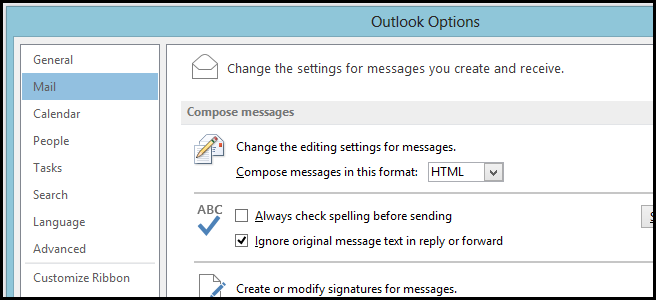 Outlook Options
General
Mail
Calendar
People
Tasks
Search
Language
Advanced
Customize Ribbon
Change the settings for messages you create and receive.
Compose messages
Change the editing settings for messages.
Compose messages in this format: HTML
ABC
Always check spelling before sending
Ignore original message text in reply or forward
Create or modify signatures for messages.